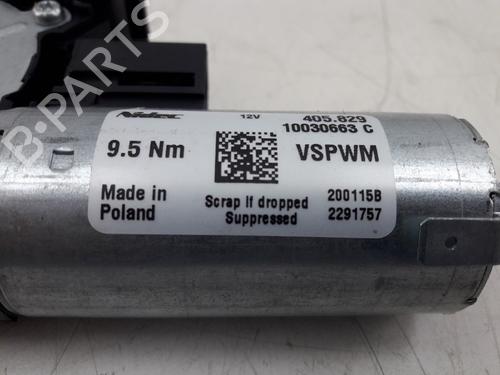 Nidec
12V
405.829
10030663 C
9.5 Nm
VSPWM
Made in
Poland
Scrap If dropped
Suppressed
200115B
2291757
B-PARTS